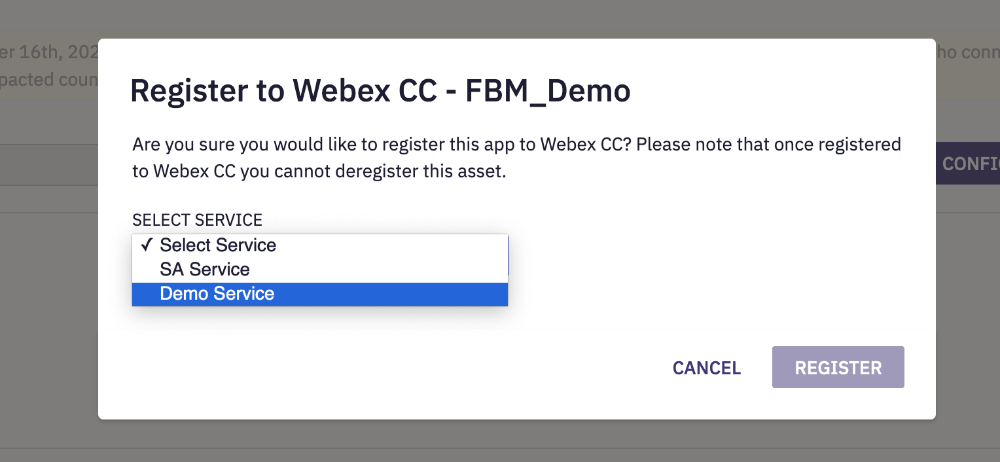 er 16th, 202
ho conn
pacted coun
Register to Webex CC - FBM_Demo
Are you sure you would like to register this app to Webex CC? Please note that once registered
to Webex CC you cannot deregister this asset.
CONFIG
SELECT SERVICE
✓ Select Service
SA Service
Demo Service
CANCEL
REGISTER